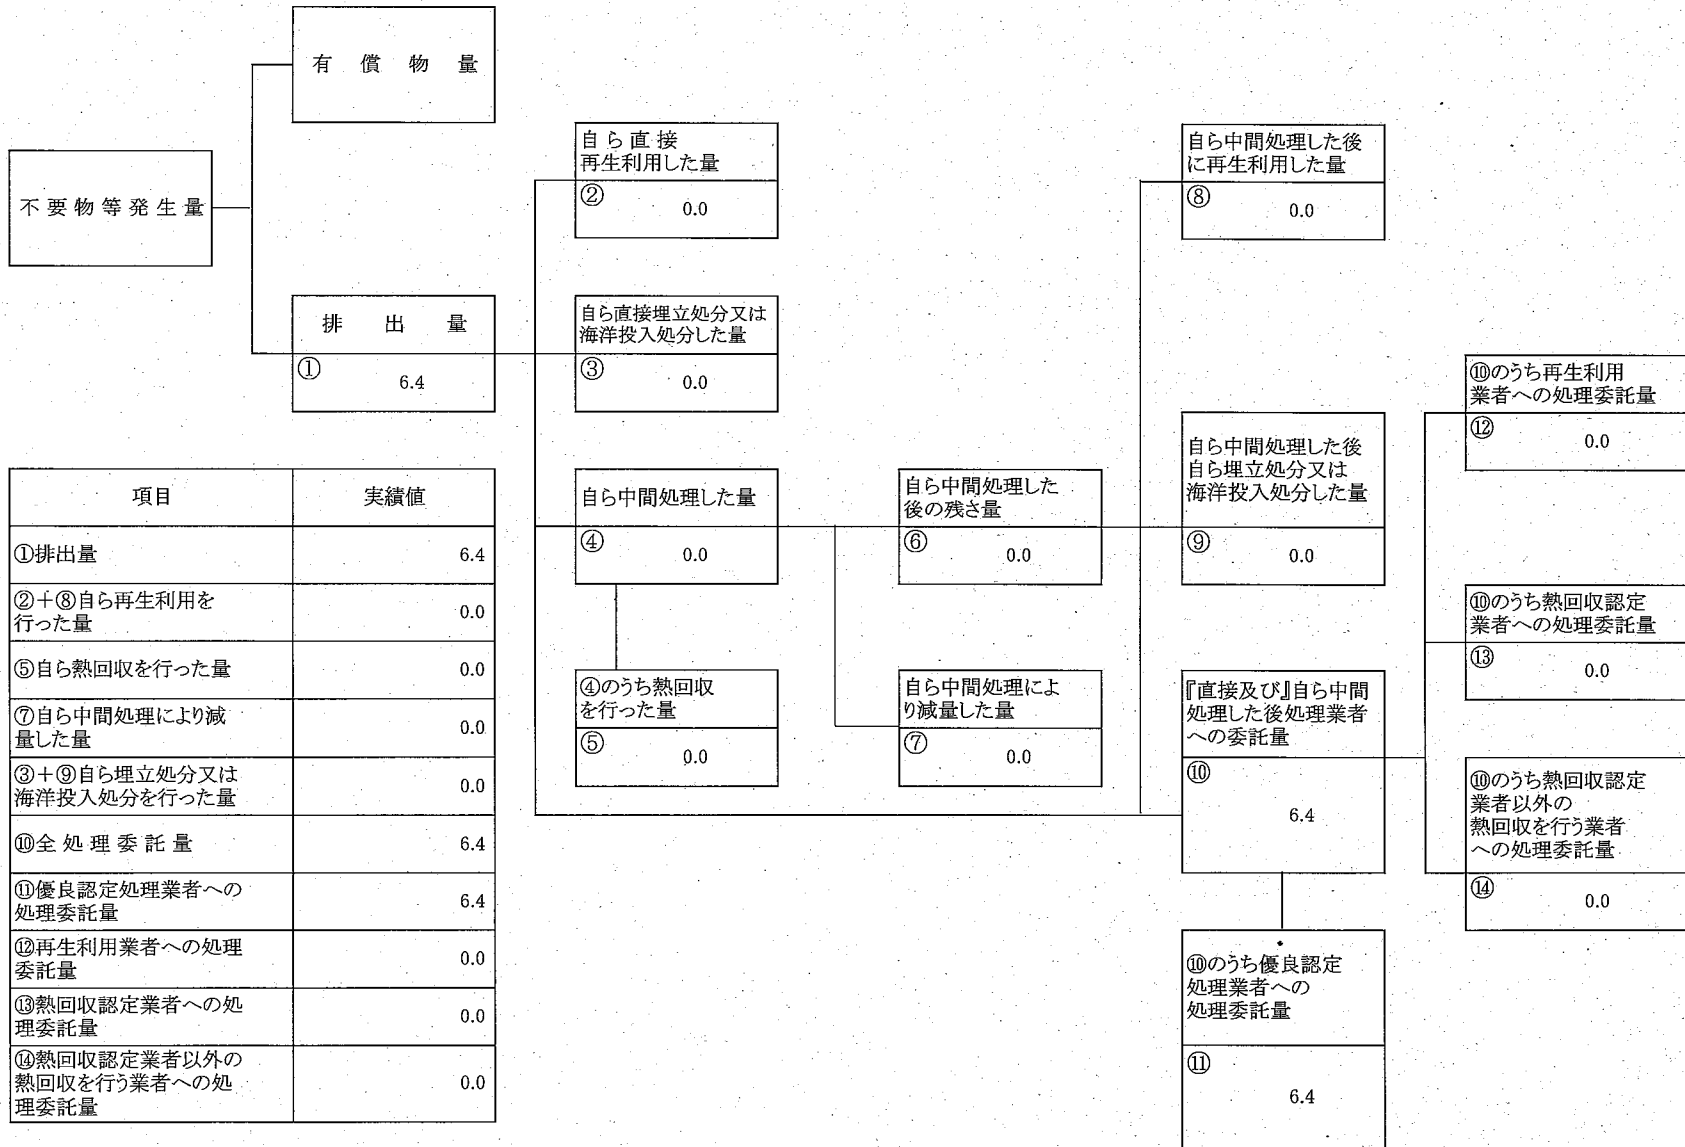 有償物量
不要物等発生量
排出量
①
6.4
自ら直接
再生利用した量
②
0.0
自ら直接埋立処分又は
海洋投入処分した量
③
0.0
自ら中間処理した量
④
0.0
④のうち熱回収
を行った量
⑤
0.0
自ら中間処理した
後の残さ量
⑥
0.0
自ら中間処理によ
り減量した量
⑦
0.0
自ら中間処理した後
に再生利用した量
⑧
0.0
自ら中間処理した後
自ら埋立処分又は
海洋投入処分した量
⑨
0.0
『直接及び』自ら中間
処理した後処理業者
への委託量
⑩
6.4
⑩のうち優良認定
処理業者への
処理委託量
⑪
6.4
⑩のうち再生利用
業者への処理委託量
⑫
0.0
⑩のうち熱回収認定
業者への処理委託量
⑬
0.0
⑩のうち熱回収認定
業者以外の
熱回収を行う業者
への処理委託量
⑭
0.0
項目 実績値
①排出量 6.4
②+⑧自ら再生利用を
行った量 0.0
⑤自ら熱回収を行った量 0.0
⑦自ら中間処理により減
量した量 0.0
③+⑨自ら埋立処分又は
海洋投入処分を行った量 0.0
⑩全処理委託量 6.4
⑪優良認定処理業者への
処理委託量 6.4
⑫再生利用業者への処理
委託量 0.0
⑬熱回収認定業者への処
理委託量 0.0
⑭熱回収認定業者以外の
熱回収を行う業者への処
理委託量 0.0